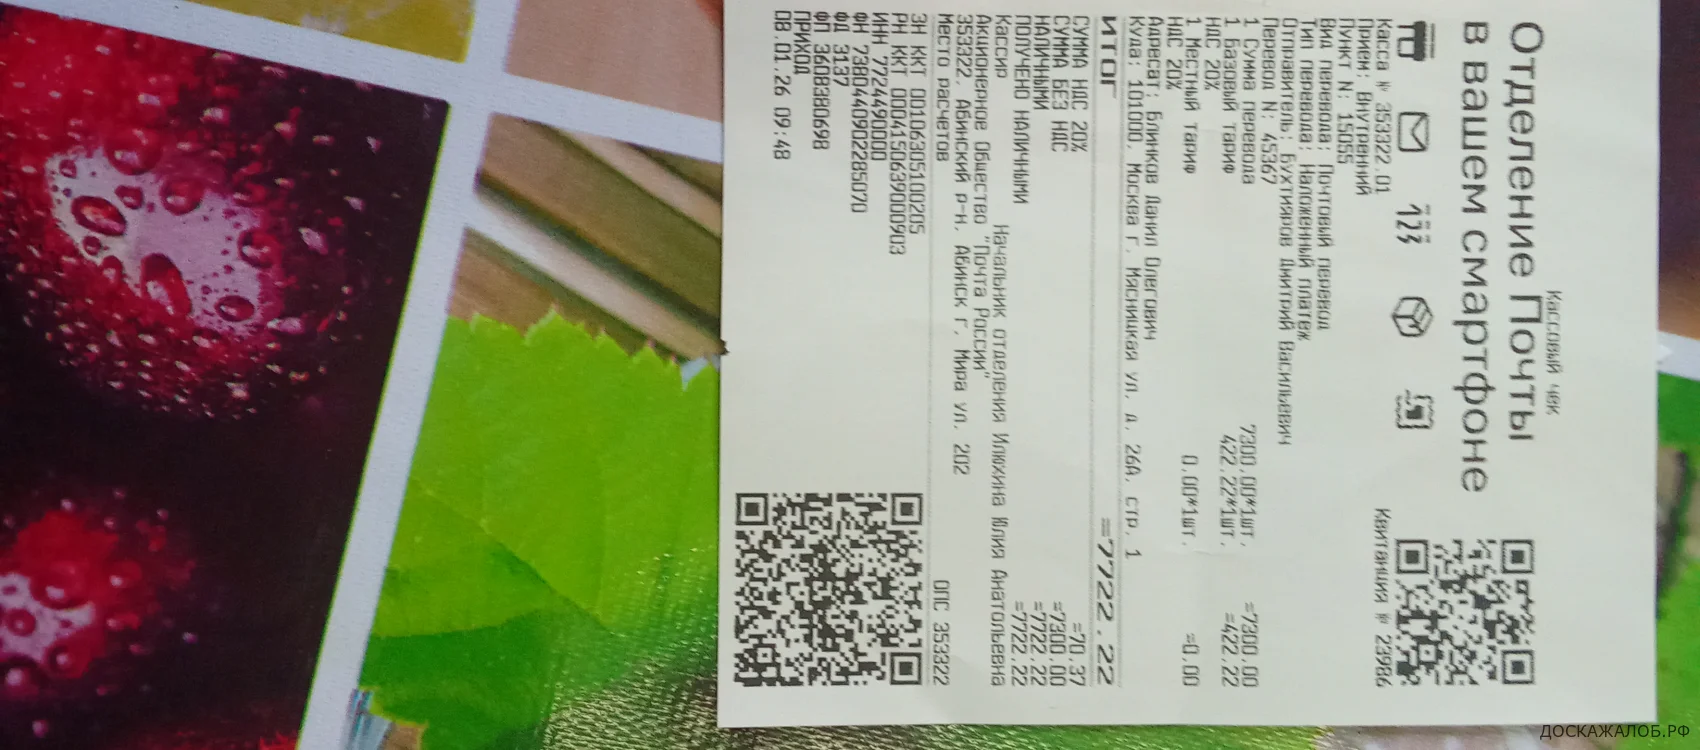 Кассовый чек
Отделение Почты
в вашем смартфоне
Касса № 353322.01 Квитанция № 23986
Прием: Внутренний
Пункт N: 15055
Вид перевода: Почтовый перевод
Тип перевода: Наложенный платеж
Отправитель: Бухтияров Дмитрий Васильевич
Перевод N: 45367
1 Сумма перевода 7300.00*1шт. =7300.00
1 Базовый тариф 422.22*1шт. =422.22
НДС 20%
1 Местный тариф 0.00*1шт. =0.00
НДС 20%
Адресат: Блинков Данил Олегович
Куда: 101000, Москва г, Мясницкая ул, д. 26А, стр. 1
ИТОГ =7722.22
СУММА НДС 20% =70.37
СУММА БЕЗ НДС =7300.00
НАЛИЧНЫМИ =7722.22
ПОЛУЧЕНО НАЛИЧНЫМИ =7722.22
Кассир Начальник отделения Илюхина Юлия Анатольевна
Акционерное Общество "Почта России"
353322, Абинский р-н, Абинск г, Мира ул, 202
Место расчетов ОПС 353322
ЗН ККТ 00106305100205
РН ККТ 0004150639000903
ИНН 7724490000
ФН 7380440902285070
ФД 3137
ФП 3608380698
ПРИХОД
08.01.26 09:48
ДОСКАЖАЛОБ.РФ